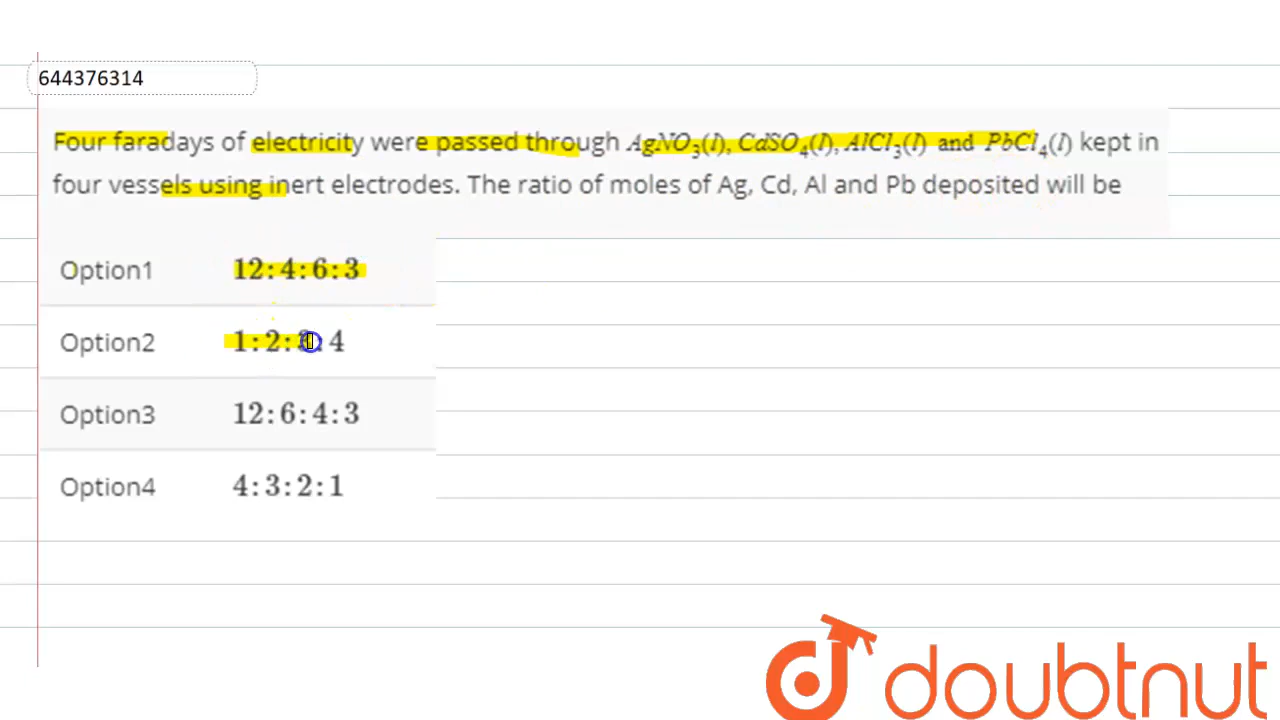 644376314
Four faradays of electricity were passed through AgNO₃(l), CdSO₄(l), AlCl₃(l) and PbCl₄(l) kept in
four vessels using inert electrodes. The ratio of moles of Ag, Cd, Al and Pb deposited will be
Option1 12:4:6:3
Option2 1:2:3:4
Option3 12:6:4:3
Option4 4:3:2:1
doubtnut